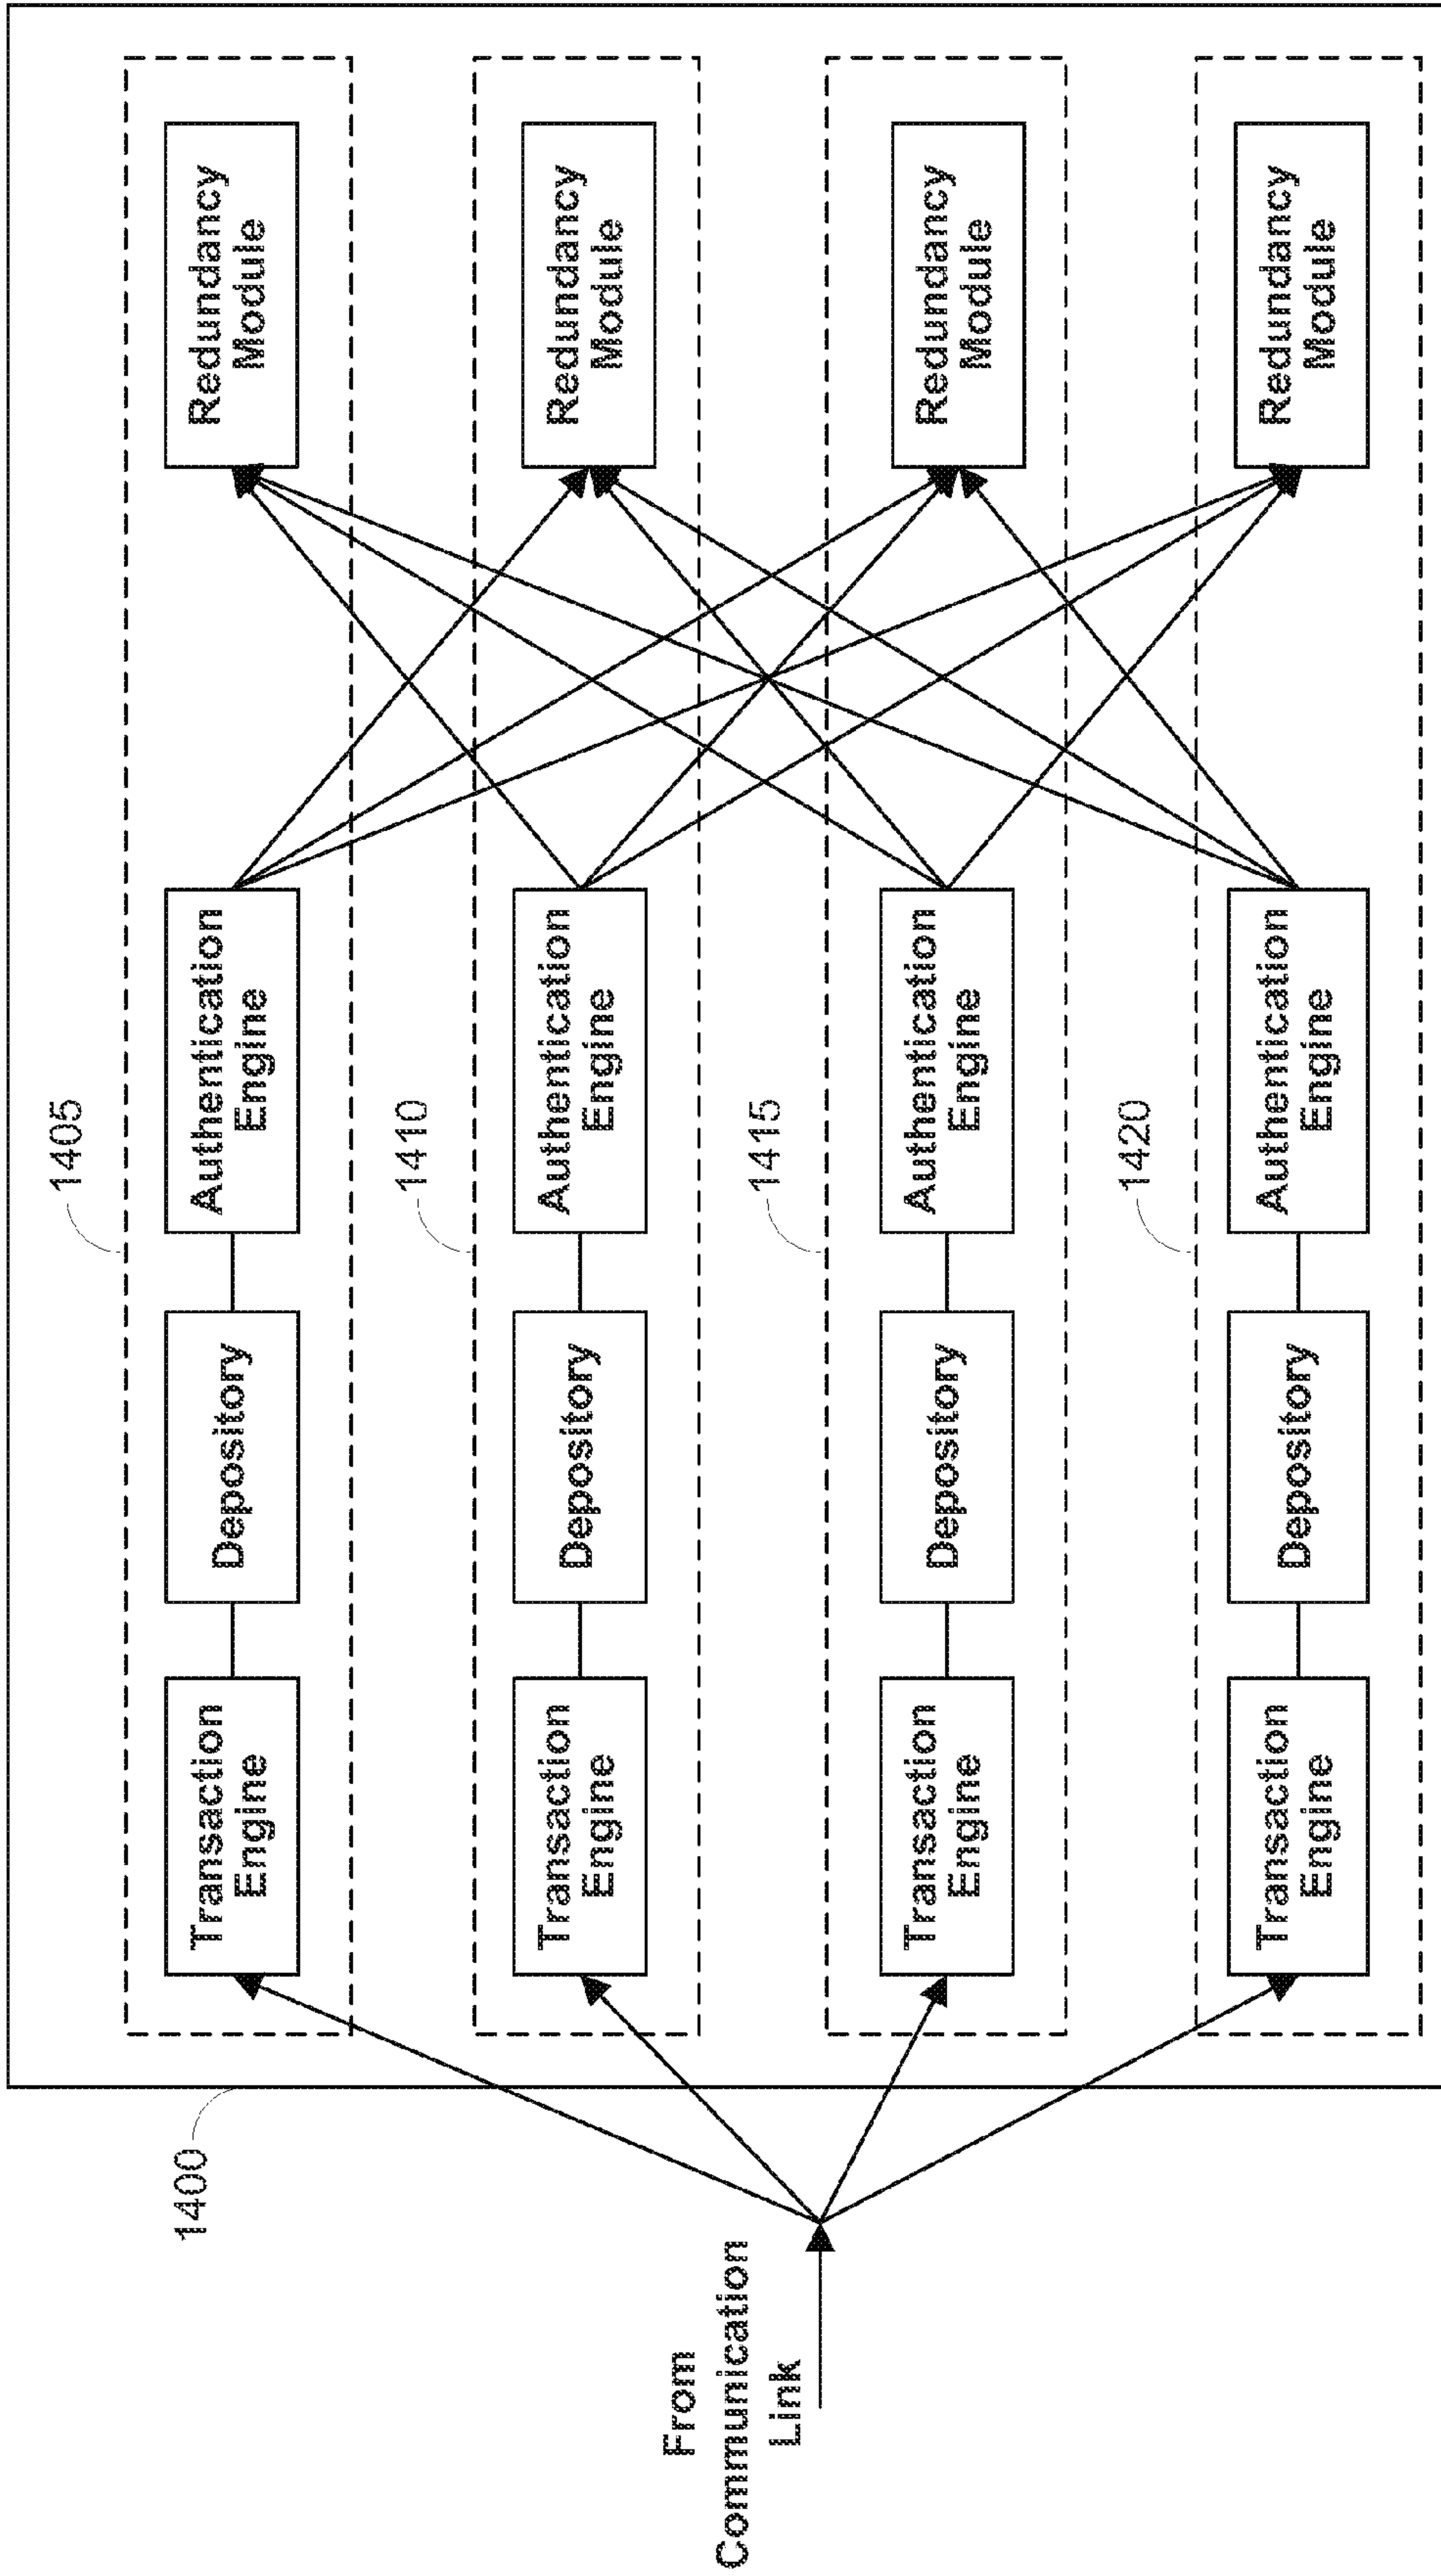 1400
From
Communication
Link
1405
Transaction
Engine
Depository
Authentication
Engine
Redundancy
Module
1410
Transaction
Engine
Depository
Authentication
Engine
Redundancy
Module
1415
Transaction
Engine
Depository
Authentication
Engine
Redundancy
Module
1420
Transaction
Engine
Depository
Authentication
Engine
Redundancy
Module